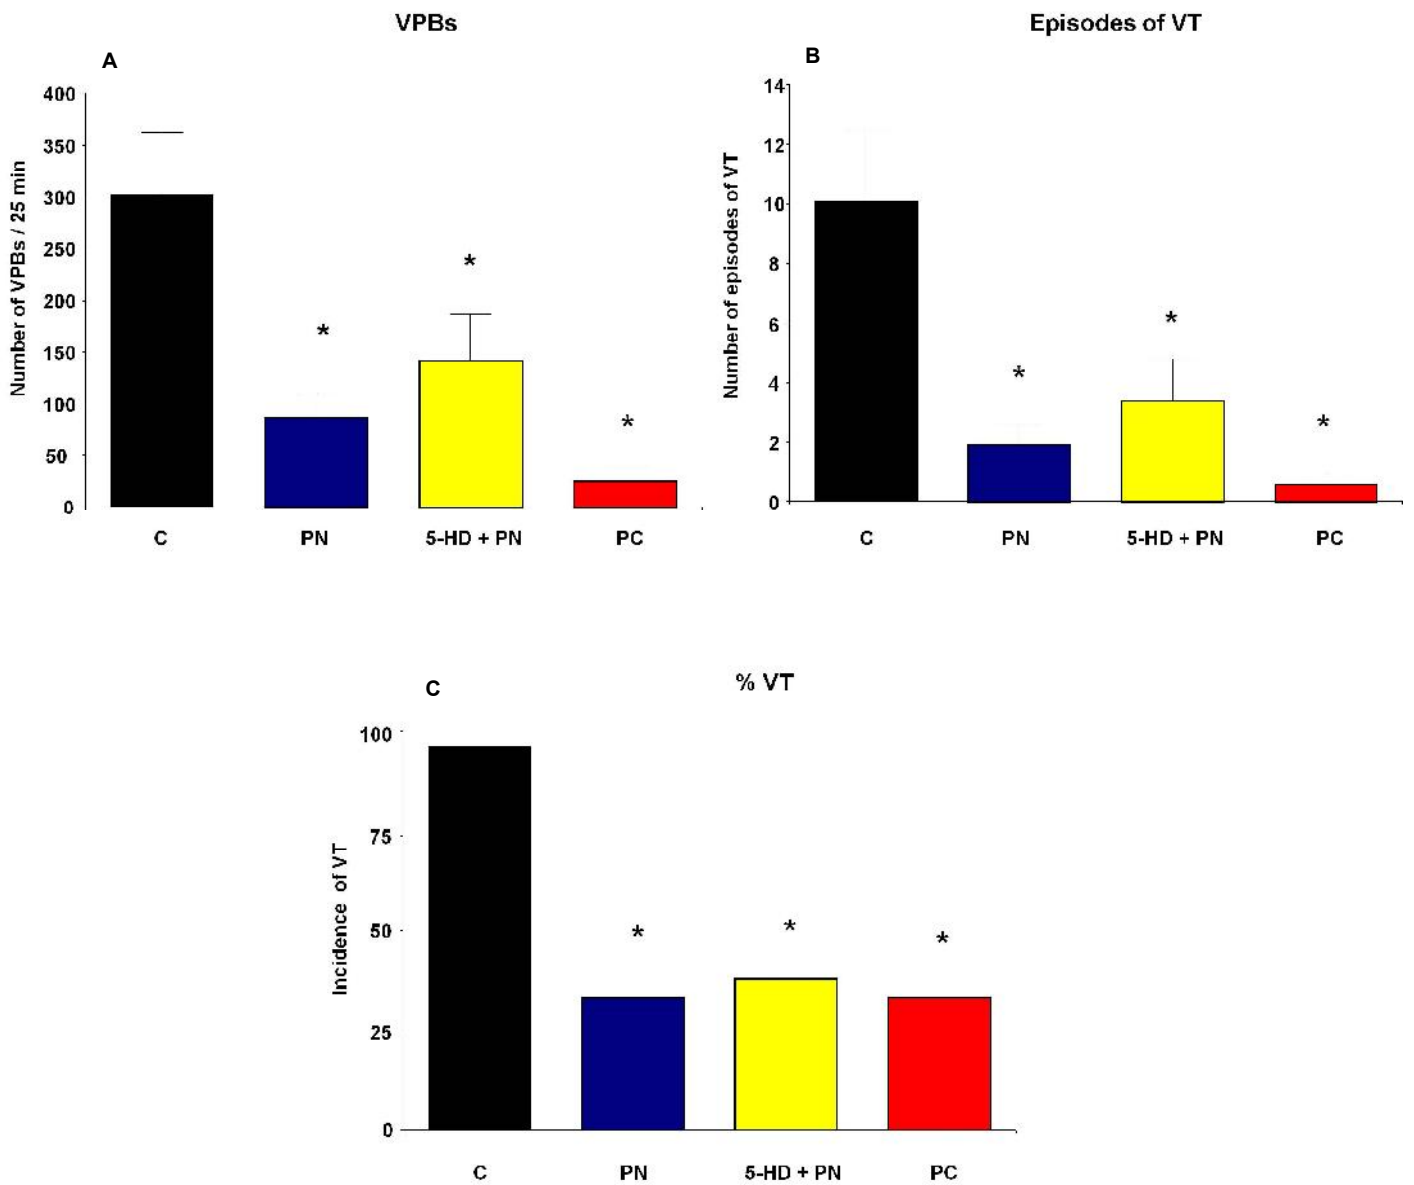 VPBs
A
400
350
300
250
200
150
100
50
0
Number of VPBs / 25 min
*
*
*
C PN 5-HD + PN PC
Episodes of VT
B
14
12
10
8
6
4
2
0
Number of episodes of VT
*
*
*
C PN 5-HD + PN PC
% VT
C
100
75
50
25
0
Incidence of VT
*
*
*
C PN 5-HD + PN PC